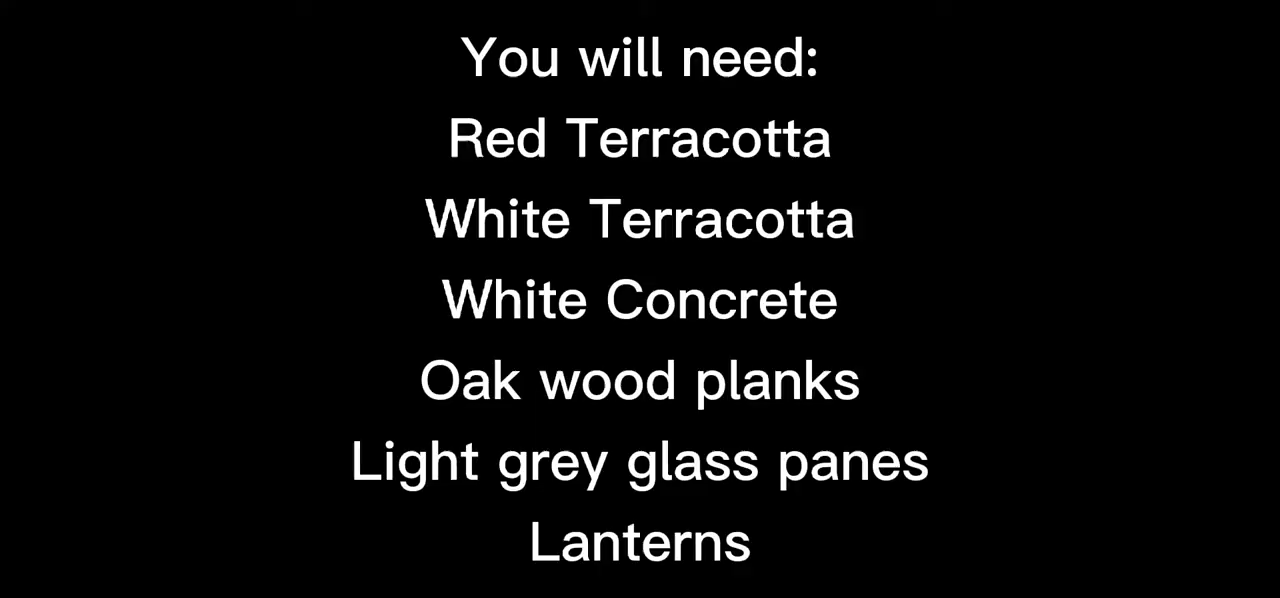 You will need:
Red Terracotta
White Terracotta
White Concrete
Oak wood planks
Light grey glass panes
Lanterns